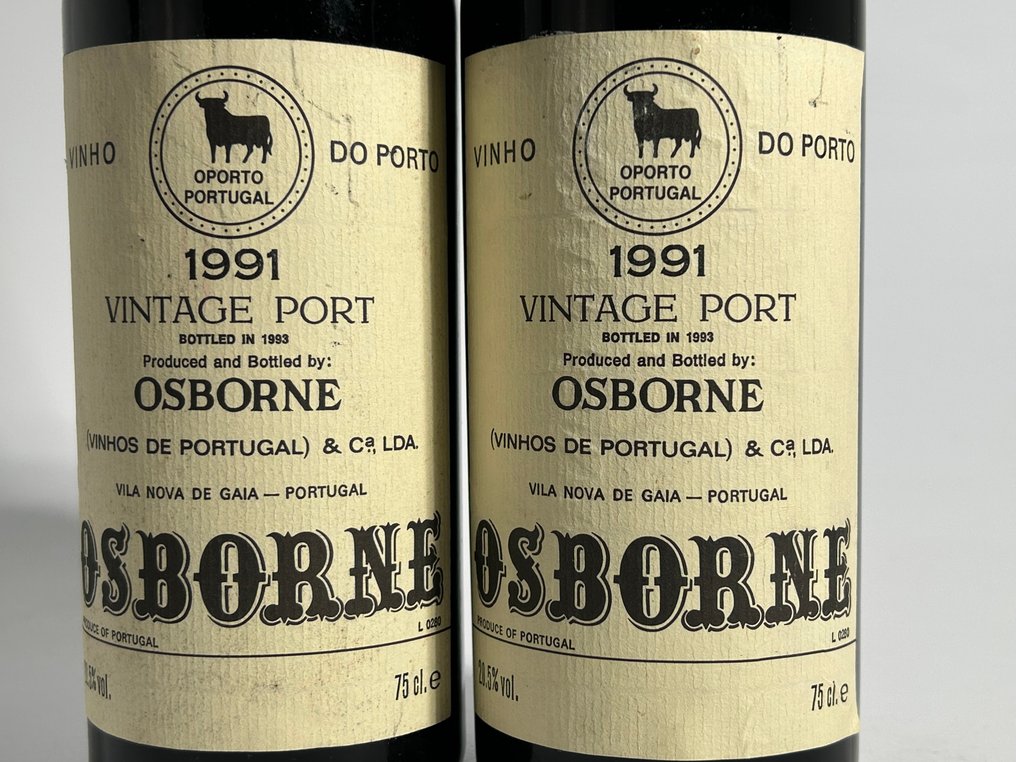 VINHO DO PORTO
OPORTO
PORTUGAL
1991
VINTAGE PORT
BOTTLED IN 1993
Produced and Bottled by:
OSBORNE
(VINHOS DE PORTUGAL) & Cª, LDA.
VILA NOVA DE GAIA — PORTUGAL
OSBORNE
PRODUCE OF PORTUGAL L 0280
75 cl. e
VINHO DO PORTO
OPORTO
PORTUGAL
1991
VINTAGE PORT
BOTTLED IN 1993
Produced and Bottled by:
OSBORNE
(VINHOS DE PORTUGAL) & Cª, LDA.
VILA NOVA DE GAIA — PORTUGAL
OSBORNE
PRODUCE OF PORTUGAL L 0280
20.5% vol. 75 cl. e